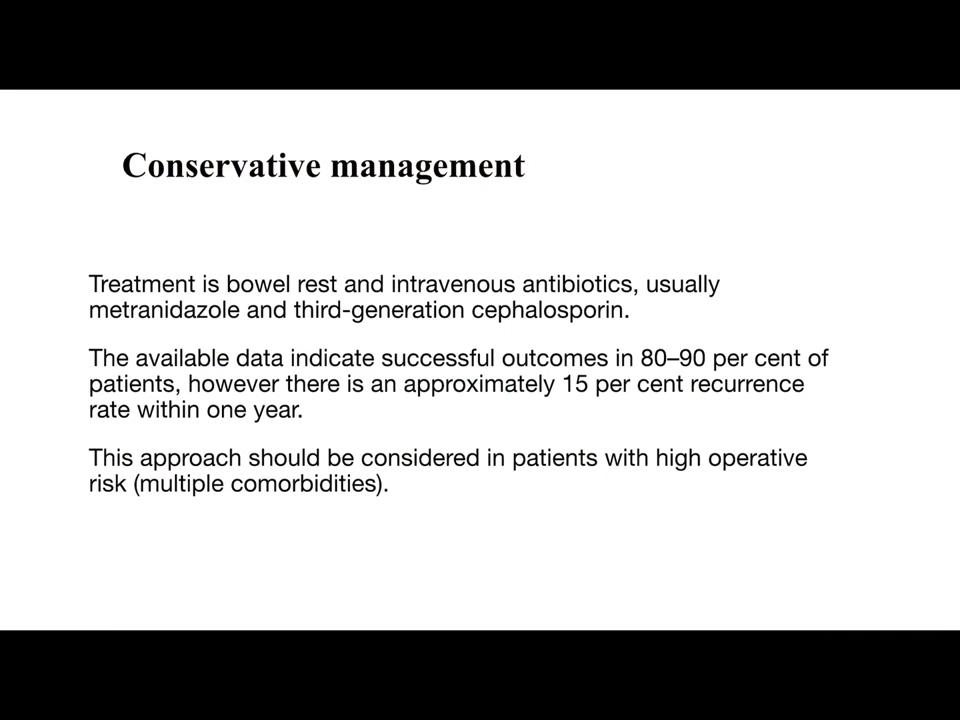 Conservative management
Treatment is bowel rest and intravenous antibiotics, usually
metranidazole and third-generation cephalosporin.
The available data indicate successful outcomes in 80–90 per cent of
patients, however there is an approximately 15 per cent recurrence
rate within one year.
This approach should be considered in patients with high operative
risk (multiple comorbidities).